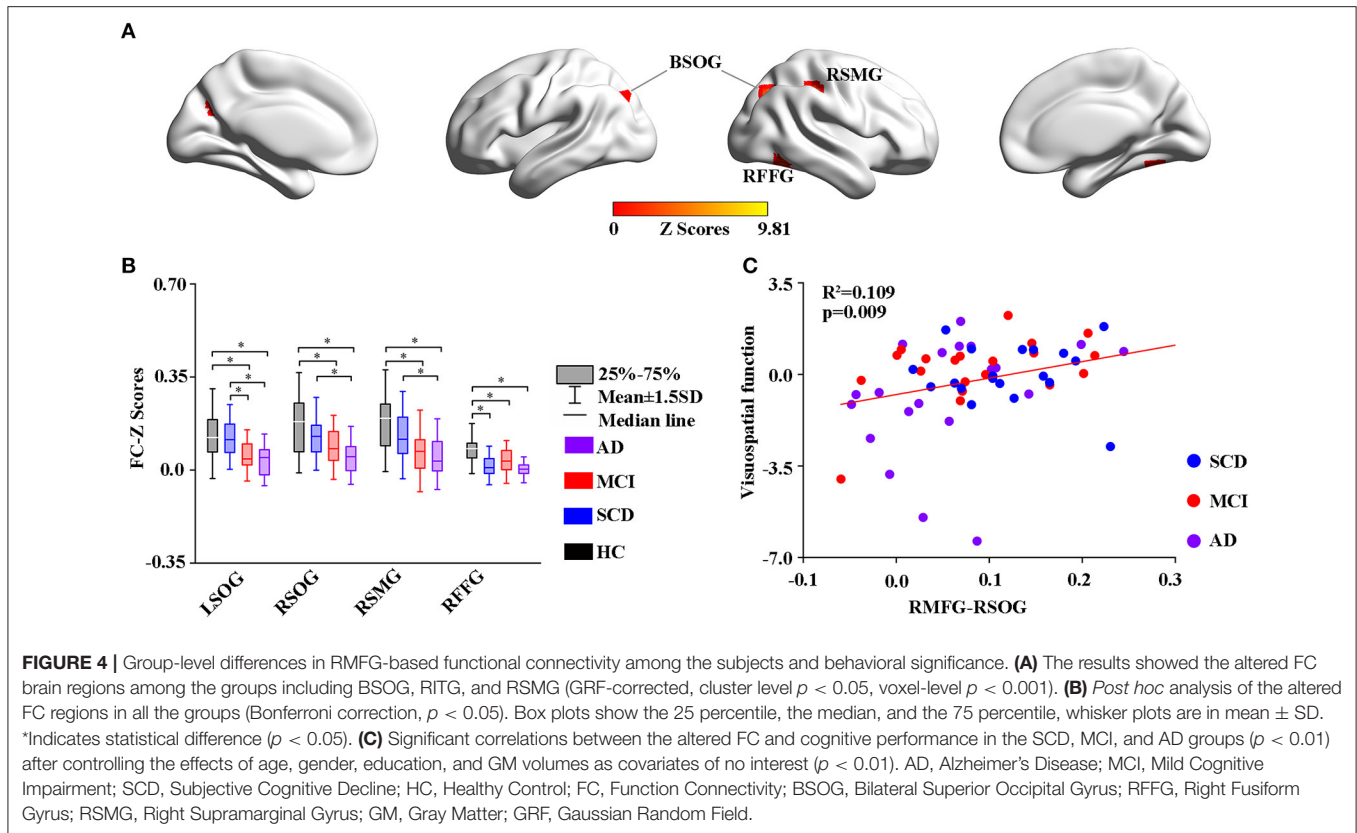 A
BSOG
RSMG
RFFG
0 Z Scores 9.81
B
0.70
0.35
0.0
-0.35
FC-Z Scores
* * * *
* * * *
* * * *
* * *
25%-75%
Mean±1.5SD
Median line
AD
MCI
SCD
HC
LSOG
RSOG
RSMG
RFFG
C
R²=0.109
p=0.009
3.5
0.0
-3.5
-7.0
Visuospatial function
-0.1 0.0 0.1 0.2 0.3
RMFG-RSOG
SCD
MCI
AD
FIGURE 4 | Group-level differences in RMFG-based functional connectivity among the subjects and behavioral significance. (A) The results showed the altered FC
brain regions among the groups including BSOG, RITG, and RSMG (GRF-corrected, cluster level p < 0.05, voxel-level p < 0.001). (B) Post hoc analysis of the altered
FC regions in all the groups (Bonferroni correction, p < 0.05). Box plots show the 25 percentile, the median, and the 75 percentile, whisker plots are in mean ± SD.
*Indicates statistical difference (p < 0.05). (C) Significant correlations between the altered FC and cognitive performance in the SCD, MCI, and AD groups (p < 0.01)
after controlling the effects of age, gender, education, and GM volumes as covariates of no interest (p < 0.01). AD, Alzheimer's Disease; MCI, Mild Cognitive
Impairment; SCD, Subjective Cognitive Decline; HC, Healthy Control; FC, Function Connectivity; BSOG, Bilateral Superior Occipital Gyrus; RFFG, Right Fusiform
Gyrus; RSMG, Right Supramarginal Gyrus; GM, Gray Matter; GRF, Gaussian Random Field.